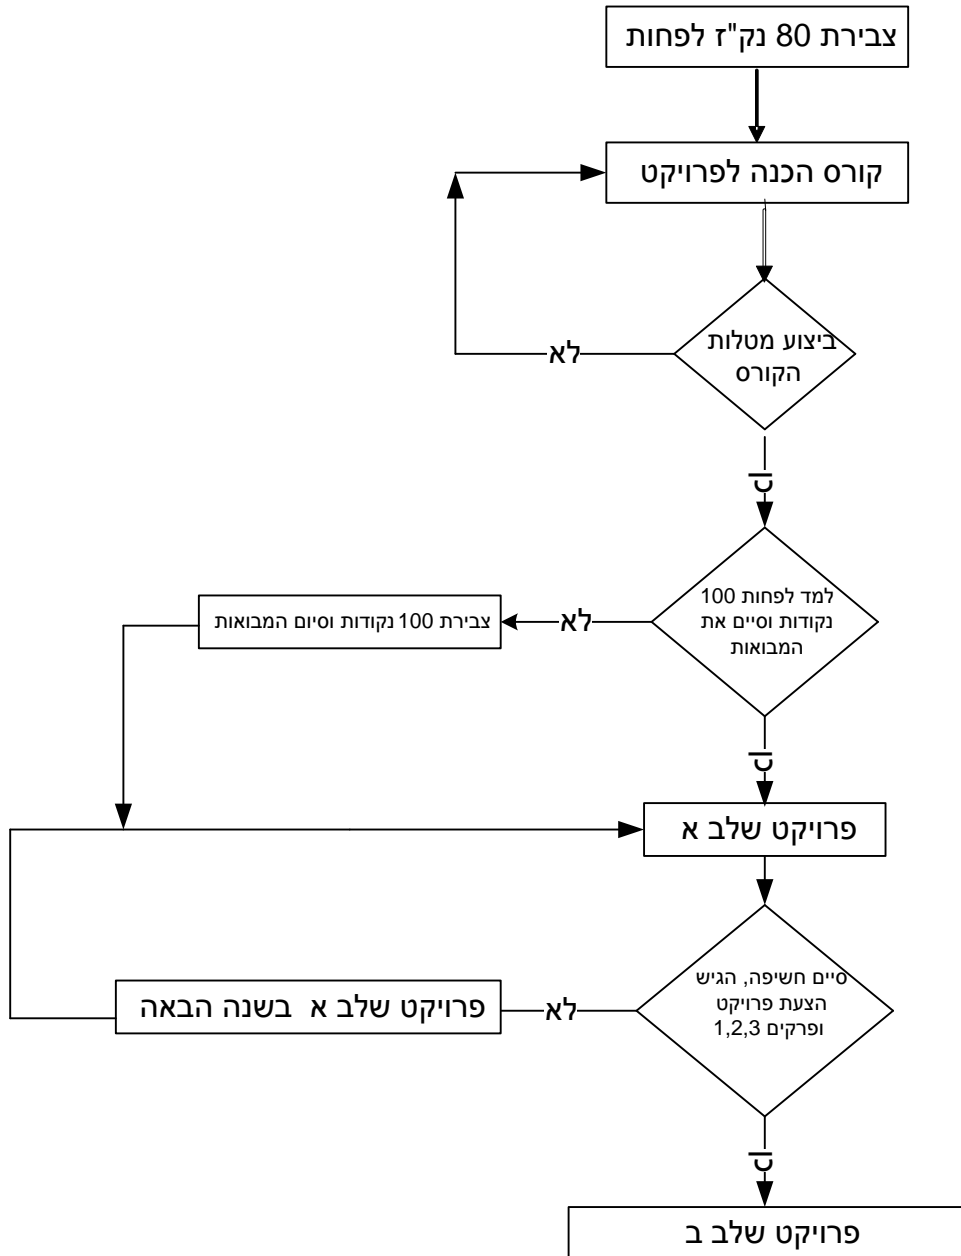 צבירת 80 נק"ז לפחות
קורס הכנה לפרויקט
ביצוע מטלות
הקורס
לא
כן
למד לפחות 100
נקודות וסיים את
המבואות
לא
צבירת 100 נקודות וסיום המבואות
כן
פרויקט שלב א
סיים חשיפה, הגיש
הצעת פרויקט
ופרקים 1,2,3
לא
פרויקט שלב א בשנה הבאה
כן
פרויקט שלב ב